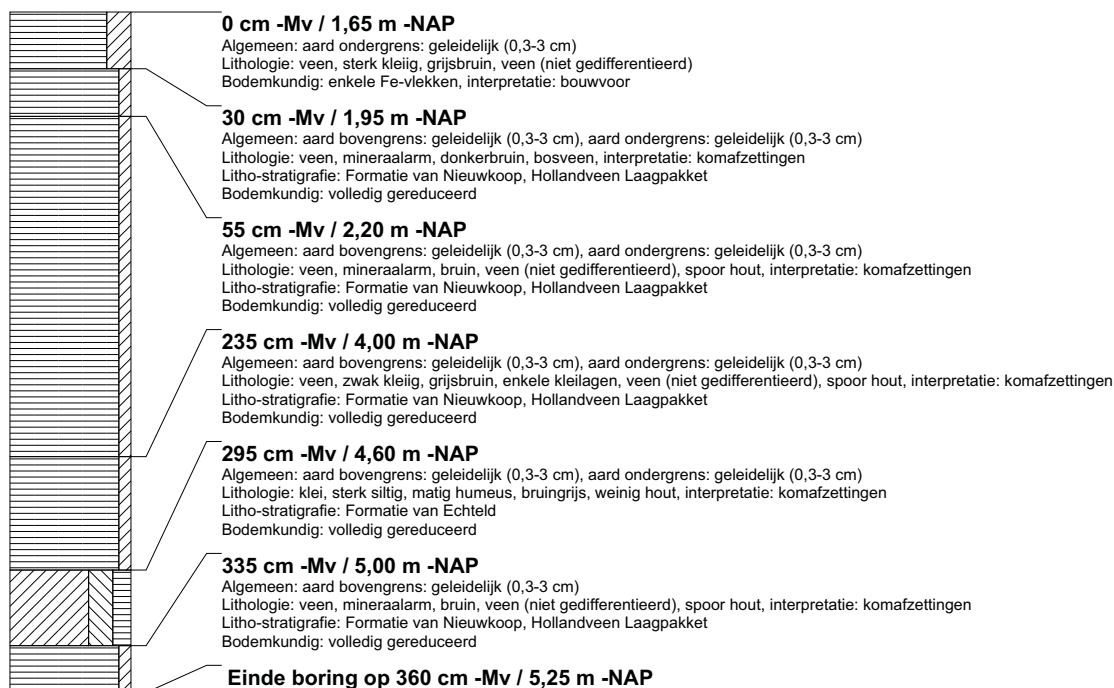 0 cm -Mv / 1,65 m -NAP
Algemeen: aard ondergrens: geleidelijk (0,3-3 cm)
Lithologie: veen, sterk kleiig, grijsbruin, veen (niet gedifferentieerd)
Bodemkundig: enkele Fe-vlekken, interpretatie: bouwvoor
30 cm -Mv / 1,95 m -NAP
Algemeen: aard bovengrens: geleidelijk (0,3-3 cm), aard ondergrens: geleidelijk (0,3-3 cm)
Lithologie: veen, mineraalarm, donkerbruin, bosveen, interpretatie: komafzettingen
Litho-stratigrafie: Formatie van Nieuwkoop, Hollandveen Laagpakket
Bodemkundig: volledig gereduceerd
55 cm -Mv / 2,20 m -NAP
Algemeen: aard bovengrens: geleidelijk (0,3-3 cm), aard ondergrens: geleidelijk (0,3-3 cm)
Lithologie: veen, mineraalarm, bruin, veen (niet gedifferentieerd), spoor hout, interpretatie: komafzettingen
Litho-stratigrafie: Formatie van Nieuwkoop, Hollandveen Laagpakket
Bodemkundig: volledig gereduceerd
235 cm -Mv / 4,00 m -NAP
Algemeen: aard bovengrens: geleidelijk (0,3-3 cm), aard ondergrens: geleidelijk (0,3-3 cm)
Lithologie: veen, zwak kleiig, grijsbruin, enkele kleilagen, veen (niet gedifferentieerd), spoor hout, interpretatie: komafzettingen
Litho-stratigrafie: Formatie van Nieuwkoop, Hollandveen Laagpakket
Bodemkundig: volledig gereduceerd
295 cm -Mv / 4,60 m -NAP
Algemeen: aard bovengrens: geleidelijk (0,3-3 cm), aard ondergrens: geleidelijk (0,3-3 cm)
Lithologie: klei, sterk siltig, matig humeus, bruingrijs, weinig hout, interpretatie: komafzettingen
Litho-stratigrafie: Formatie van Echteld
Bodemkundig: volledig gereduceerd
335 cm -Mv / 5,00 m -NAP
Algemeen: aard bovengrens: geleidelijk (0,3-3 cm)
Lithologie: veen, mineraalarm, bruin, veen (niet gedifferentieerd), spoor hout, interpretatie: komafzettingen
Litho-stratigrafie: Formatie van Nieuwkoop, Hollandveen Laagpakket
Bodemkundig: volledig gereduceerd
Einde boring op 360 cm -Mv / 5,25 m -NAP